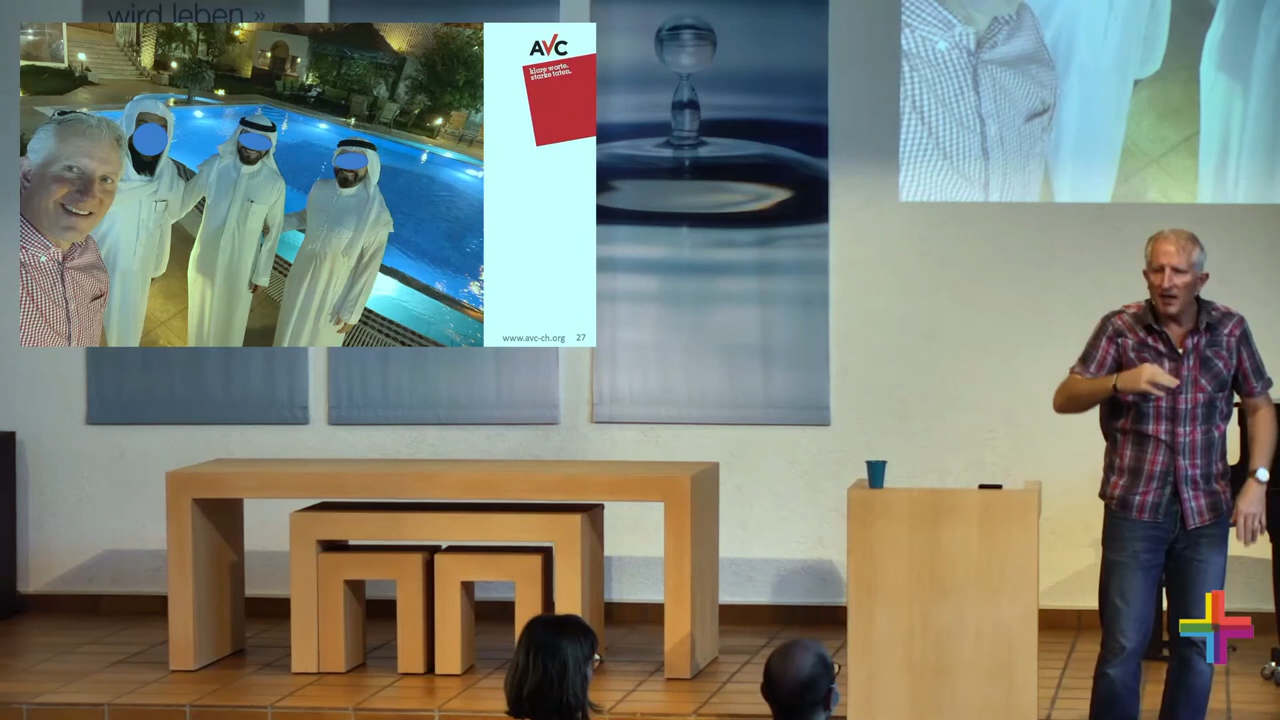 wird leben.»
AVC
klare worte.
starke taten.
www.avc-ch.org 27